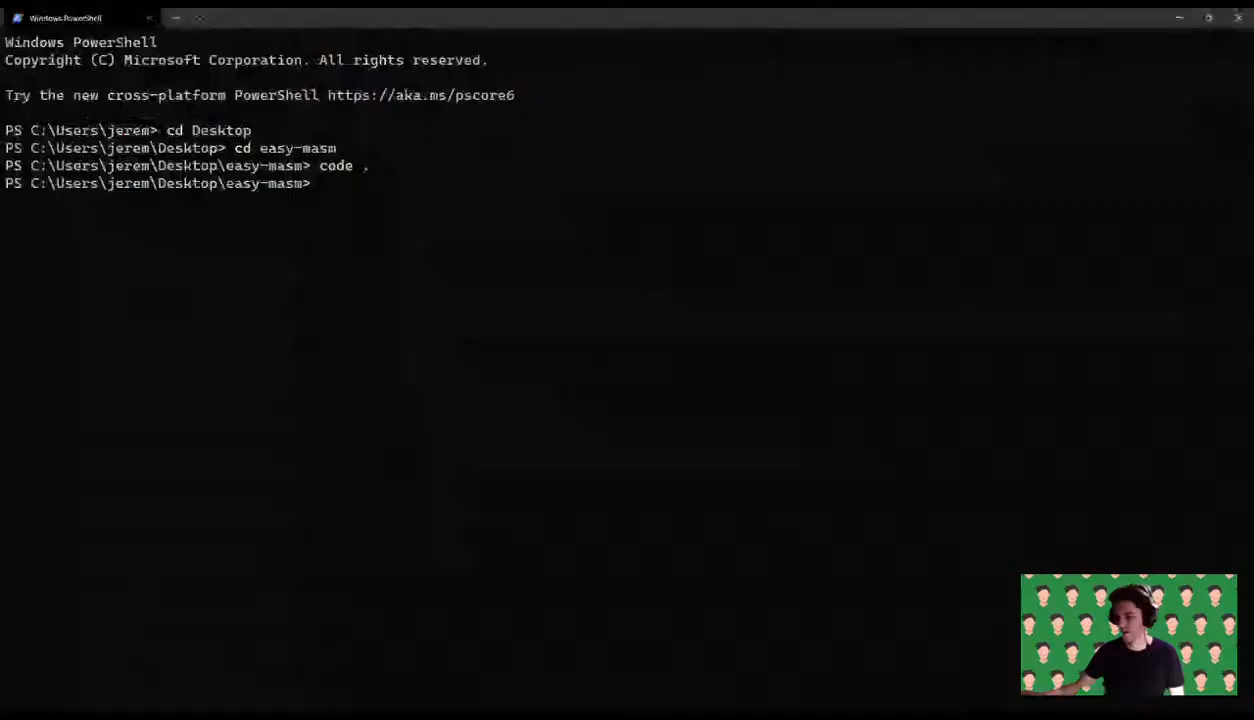 Windows PowerShell
Windows PowerShell
Copyright (C) Microsoft Corporation. All rights reserved.
Try the new cross-platform PowerShell https://aka.ms/pscore6
PS C:\Users\jerem> cd Desktop
PS C:\Users\jerem\Desktop> cd easy-masm
PS C:\Users\jerem\Desktop\easy-masm> code .
PS C:\Users\jerem\Desktop\easy-masm>